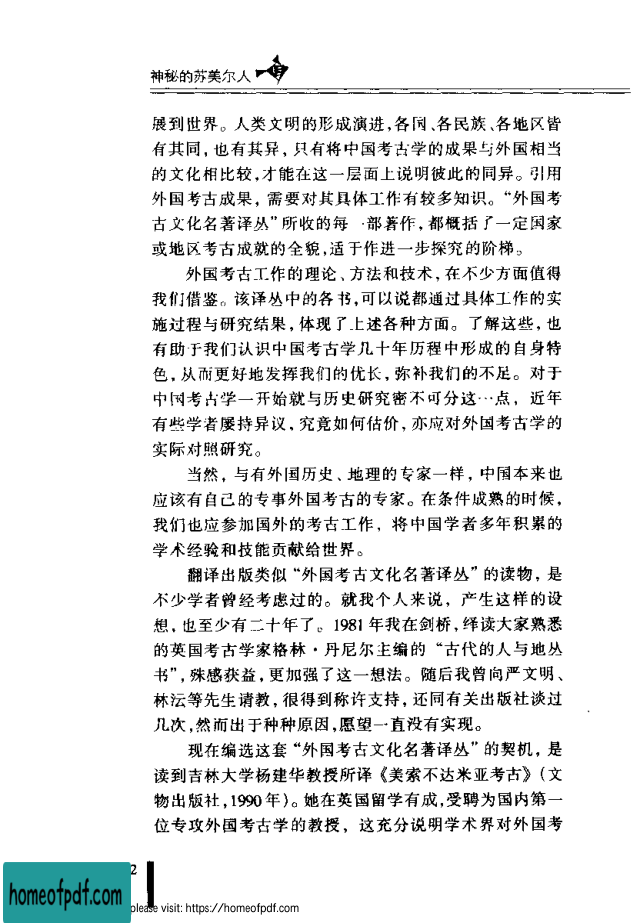 神秘的苏美尔人
展到世界。人类文明的形成演进,各国、各民族、各地区皆
有其同,也有其异,只有将中国考古学的成果与外国相当
的文化相比较,才能在这一层面上说明彼此的同异。引用
外国考古成果,需要对其具体工作有较多知识。“外国考
古文化名著译丛”所收的每一部著作,都概括了一定国家
或地区考古成就的全貌,适于作进一步探究的阶梯。
外国考古工作的理论、方法和技术,在不少方面值得
我们借鉴。该译丛中的各书,可以说都通过具体工作的实
施过程与研究结果,体现了上述各种方面。了解这些,也
有助于我们认识中国考古学几十年历程中形成的自身特
色,从而更好地发挥我们的优长,弥补我们的不足。对于
中国考古学一开始就与历史研究密不可分这一点,近年
有些学者屡持异议,究竟如何估价,亦应对外国考古学的
实际对照研究。
当然,与有外国历史、地理的专家一样,中国本来也
应该有自己的专事外国考古的专家。在条件成熟的时候,
我们也应参加国外的考古工作,将中国学者多年积累的
学术经验和技能贡献给世界。
翻译出版类似“外国考古文化名著译丛”的读物,是
不少学者曾经考虑过的。就我个人来说,产生这样的设
想,也至少有二十年了。1981年我在剑桥,绎读大家熟悉
的英国考古学家格林·丹尼尔主编的“古代的人与地丛
书”,殊感获益,更加强了这一想法。随后我曾向严文明、
林沄等先生请教,很得到称许支持,还同有关出版社谈过
几次,然而出于种种原因,愿望一直没有实现。
现在编选这套“外国考古文化名著译丛”的契机,是
读到吉林大学杨建华教授所译《美索不达米亚考古》(文
物出版社,1990年)。她在英国留学有成,受聘为国内第一
位专攻外国考古学的教授,这充分说明学术界对外国考
2
homeofpdf.com
please visit: https://homeofpdf.com